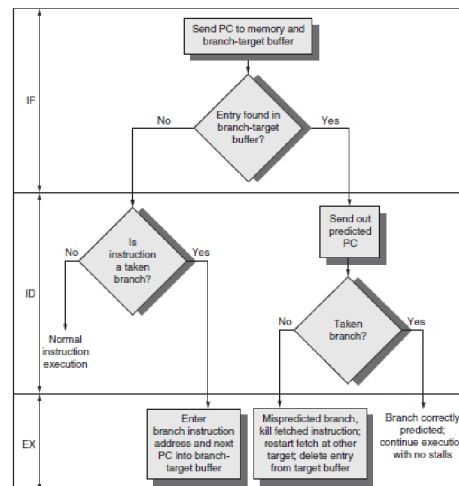 Send PC to memory and
branch-target buffer
IF
No
Entry found in
branch-target
buffer?
Yes
No
Is
instruction
a taken
branch?
Yes
Send out
predicted
PC
ID
Normal
instruction
execution
No
Taken
branch?
Yes
EX
Enter
branch instruction
address and next
PC into branch-
target buffer
Mispredicted branch,
kill fetched instruction;
restart fetch at other
target; delete entry
from target buffer
Branch correctly
predicted;
continue execution
with no stalls